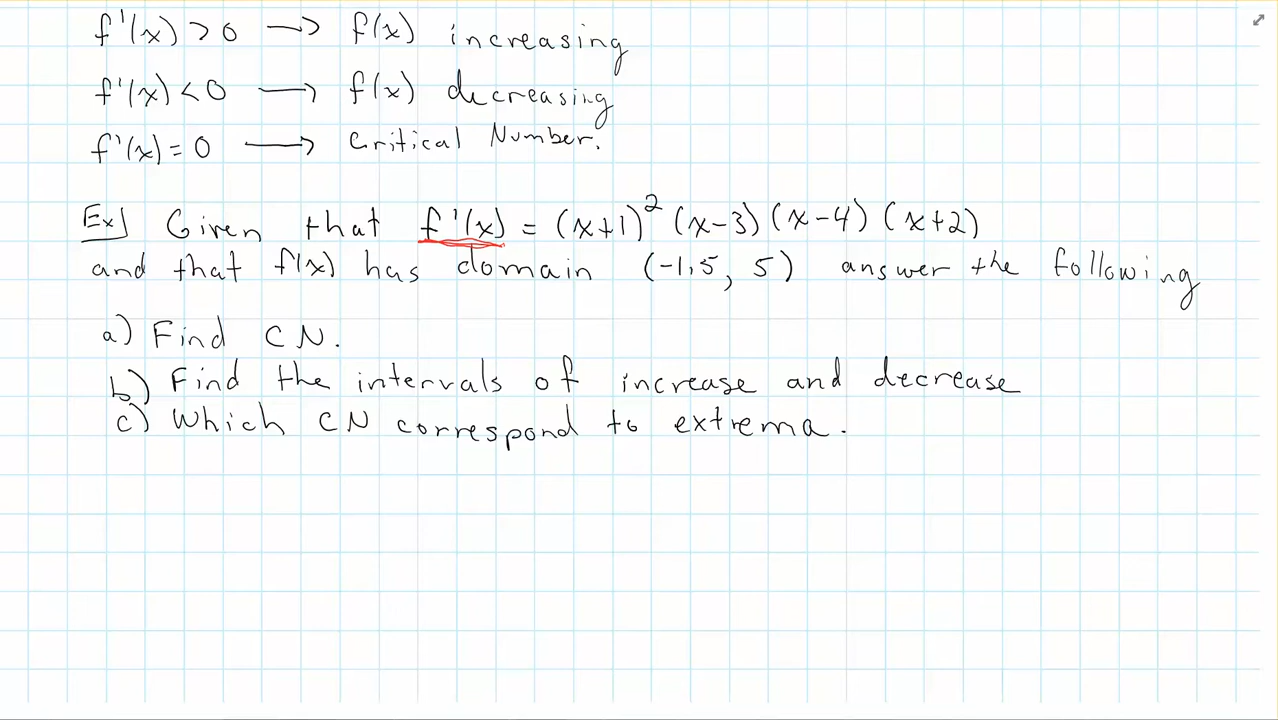 f'(x) > 0 → f(x) increasing
f'(x) < 0 → f(x) decreasing
f'(x) = 0 → Critical Number.
Ex] Given that f'(x) = (x+1)² (x-3) (x-4) (x+2)
and that f(x) has domain (-1.5, 5) answer the following
a) Find CN.
b) Find the intervals of increase and decrease
c) Which CN correspond to extrema.